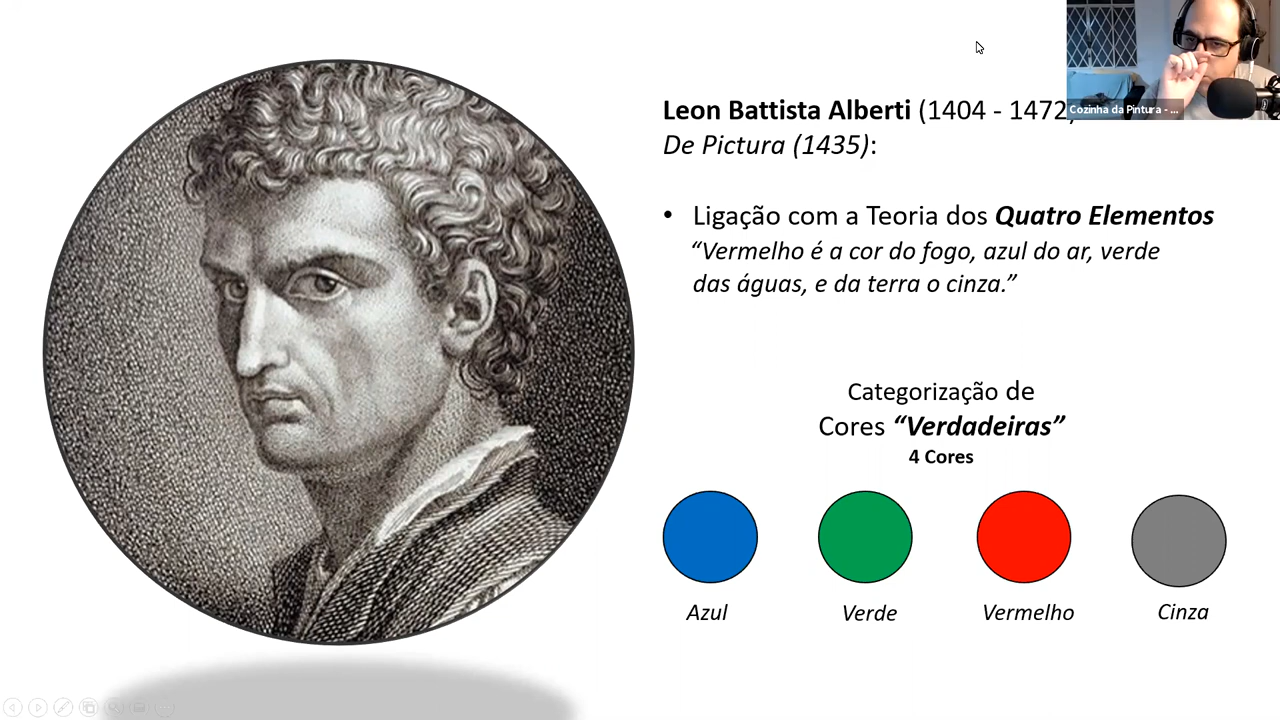 Leon Battista Alberti (1404 - 1472)
De Pictura (1435):
Cozinha da Pintura - ...
• Ligação com a Teoria dos Quatro Elementos
“Vermelho é a cor do fogo, azul do ar, verde
das águas, e da terra o cinza.”
Categorização de
Cores “Verdadeiras”
4 Cores
Azul
Verde
Vermelho
Cinza